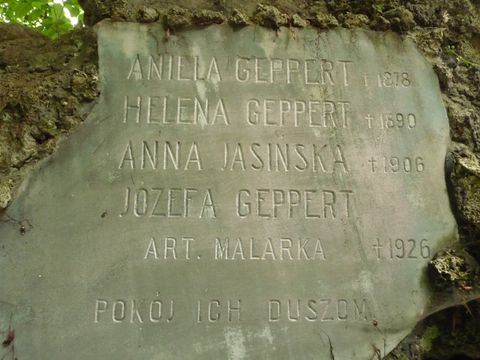 ANIELA GEPPERT † 1878
HELENA GEPPERT † 1890
ANNA JASIŃSKA † 1906
JÓZEFA GEPPERT
ART. MALARKA † 1926
POKÓJ ICH DUSZOM